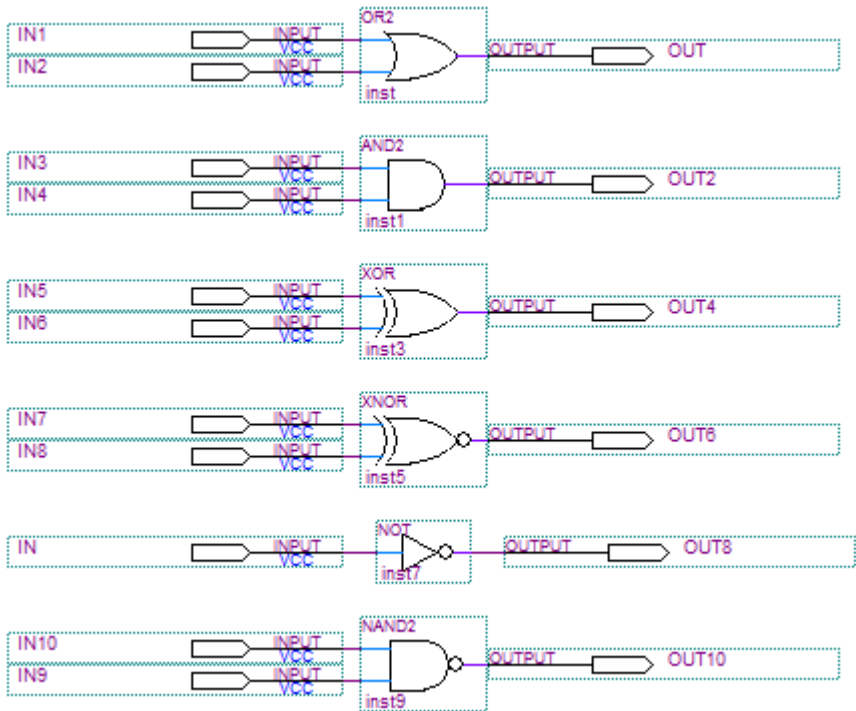 OR2
IN1 INPUT VCC
IN2 INPUT VCC
OUTPUT OUT
inst
AND2
IN3 INPUT VCC
IN4 INPUT VCC
OUTPUT OUT2
inst1
XOR
IN5 INPUT VCC
IN6 INPUT VCC
OUTPUT OUT4
inst3
XNOR
IN7 INPUT VCC
IN8 INPUT VCC
OUTPUT OUT6
inst5
NOT
IN INPUT VCC
OUTPUT OUT8
inst7
NAND2
IN10 INPUT VCC
IN9 INPUT VCC
OUTPUT OUT10
inst9